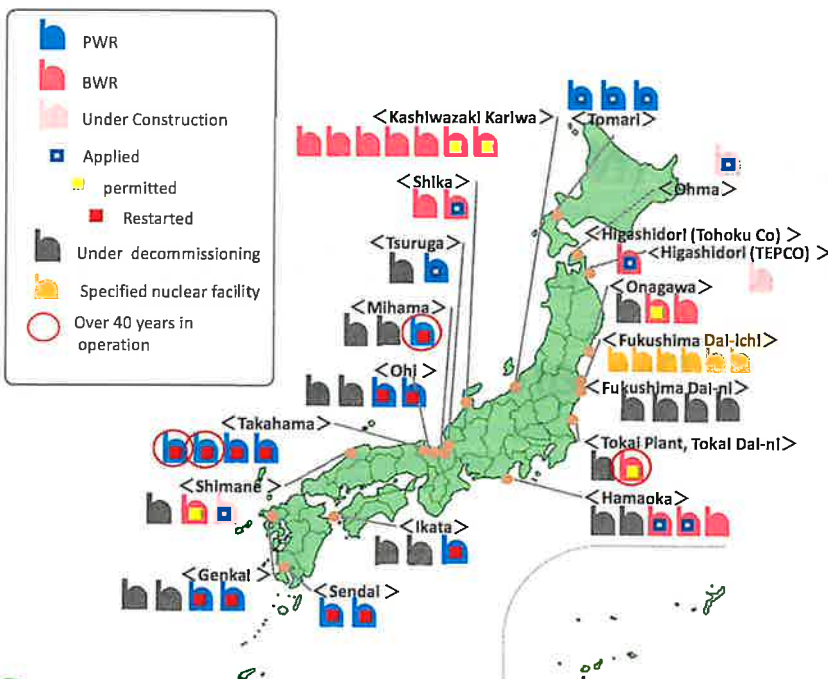 PWR
BWR
Under Construction
Applied
permitted
Restarted
Under decommissioning
Specified nuclear facility
Over 40 years in
operation
<Kashiwazaki Kariwa>
<Tomari>
<Shika>
<Ohma>
<Tsuruga>
<Higashidori (Tohoku Co) >
<Higashidori (TEPCO) >
<Mihama>
<Onagawa>
<Fukushima Dai-ichi>
<Ohi>
<Fukushima Dai-ni>
<Takahama>
<Tokai Plant, Tokai Dai-ni>
<Shimane>
<Hamaoka>
<Ikata>
<Genkai>
<Sendai >